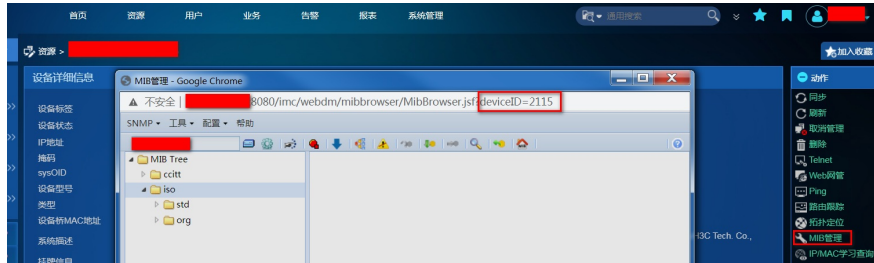 首页 资源 用户 业务 告警 报表 系统管理 通用搜索
资源 > 加入收藏
设备详细信息
设备标签
设备状态
IP地址
掩码
sysOID
设备型号
类型
设备桥MAC地址
系统描述
H3C Tech. Co.,
MIB管理 - Google Chrome
不安全 | 8080/imc/webdm/mibbrowser/MibBrowser.jsf?deviceID=2115
SNMP 工具 配置 帮助
MIB Tree
ccitt
iso
std
org
动作
同步
刷新
取消管理
删除
Telnet
Web网管
Ping
路由跟踪
拓扑定位
MIB管理
IP/MAC学习查询